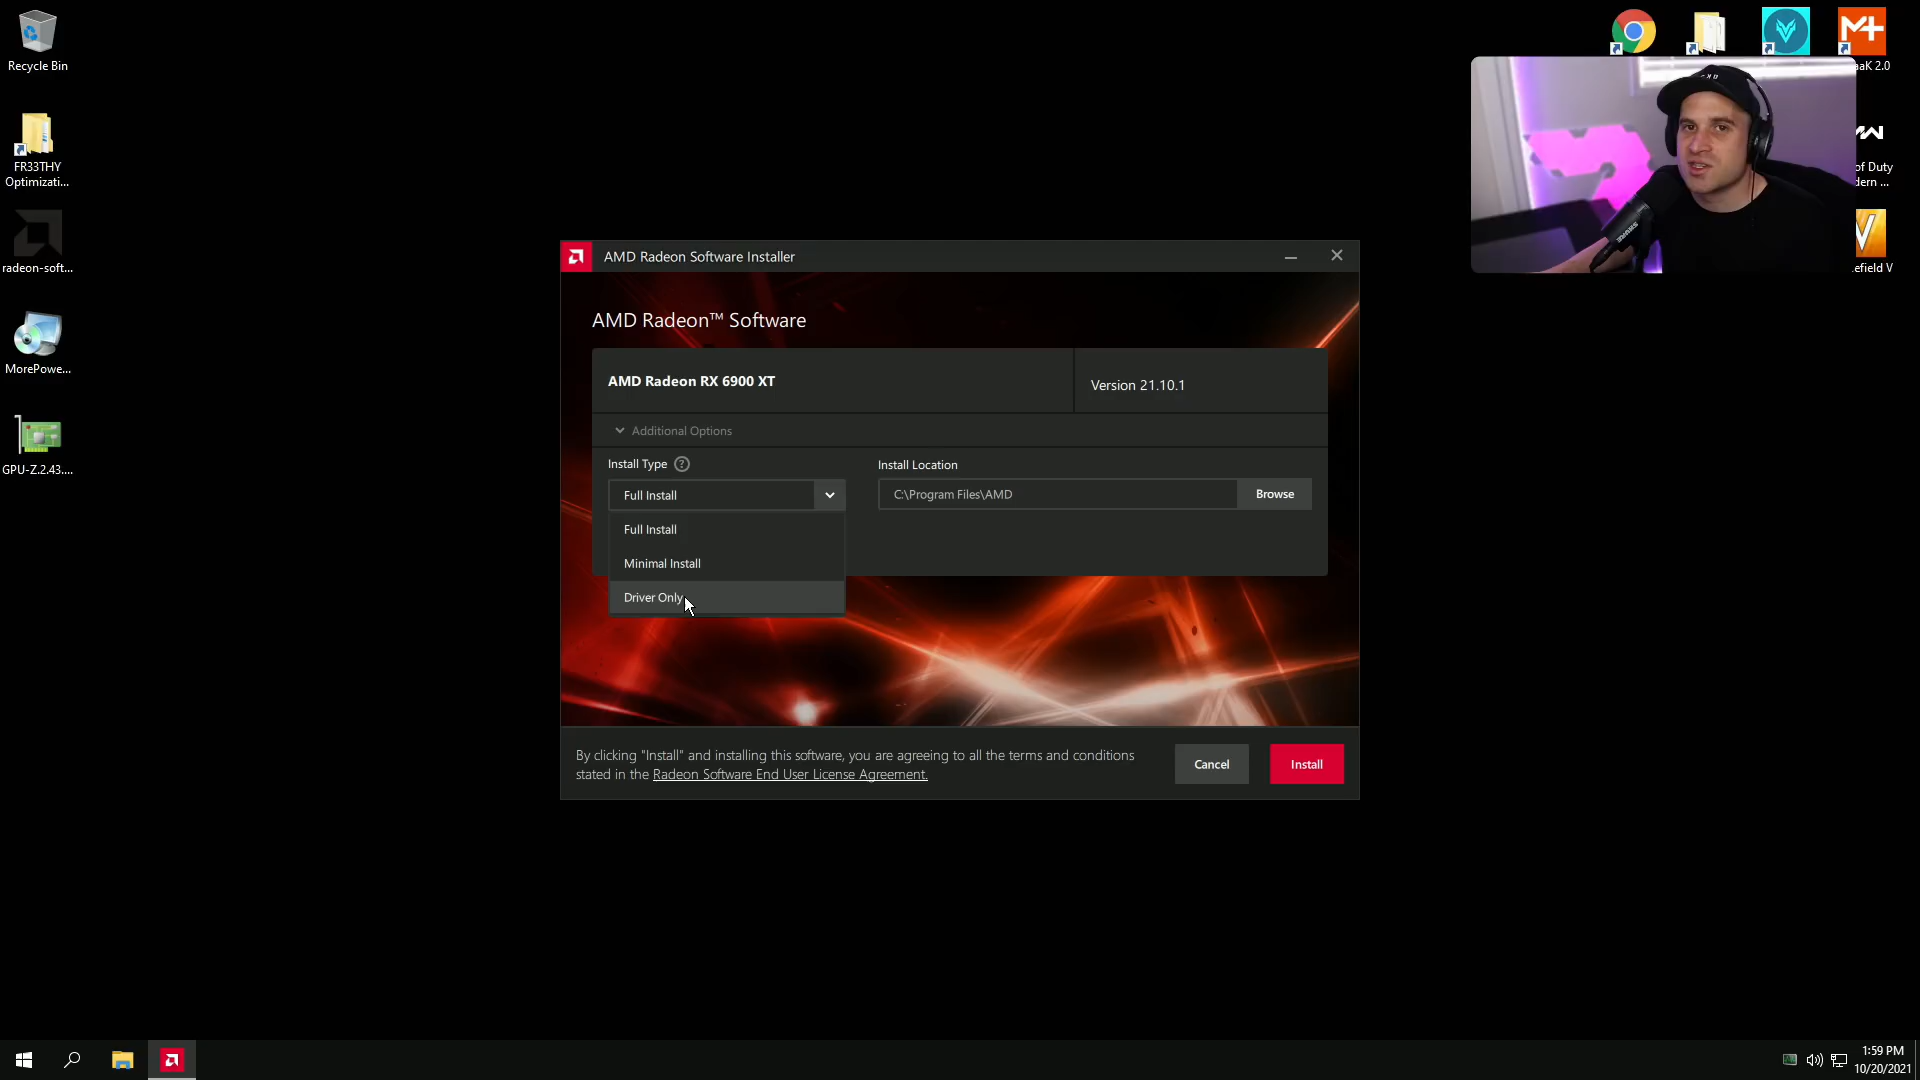 Recycle Bin
FR33THY
Optimizati...
radeon-soft...
MorePowe...
GPU-Z.2.43....
aaK 2.0
of Duty
dern ...
efield V
AMD Radeon Software Installer
AMD Radeon™ Software
AMD Radeon RX 6900 XT
Version 21.10.1
Additional Options
Install Type ?
Install Location
Full Install
C:\Program Files\AMD
Browse
Full Install
Minimal Install
Driver Only
By clicking "Install" and installing this software, you are agreeing to all the terms and conditions
stated in the Radeon Software End User License Agreement.
Cancel
Install
1:59 PM
10/20/2021